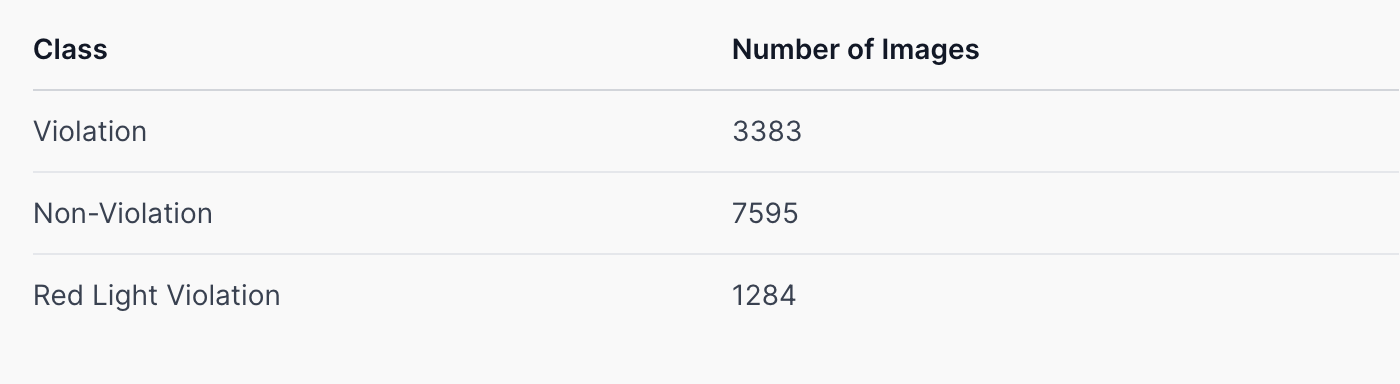 Class Number of Images
Violation 3383
Non-Violation 7595
Red Light Violation 1284